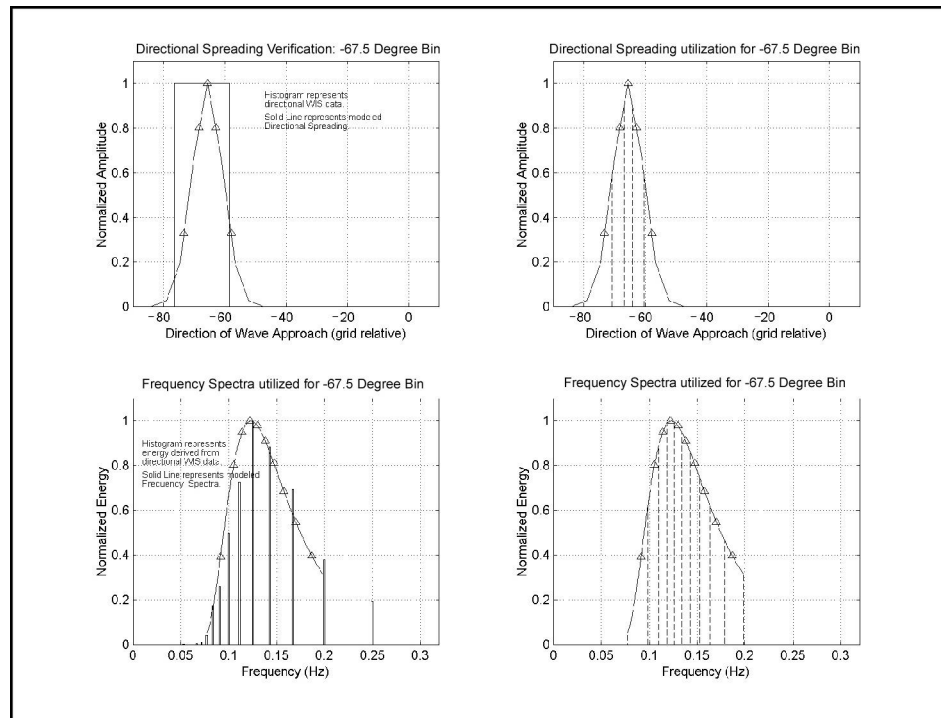 Directional Spreading Verification: -67.5 Degree Bin
Normalized Amplitude
1
0.8
0.6
0.4
0.2
0
Histogram represents
directional WIS data.
Solid Line represents modeled
Directional Spreading.
−80
−60
−40
−20
0
Direction of Wave Approach (grid relative)
Directional Spreading utilization for -67.5 Degree Bin
Normalized Amplitude
1
0.8
0.6
0.4
0.2
0
−80
−60
−40
−20
0
Direction of Wave Approach (grid relative)
Frequency Spectra utilized for -67.5 Degree Bin
Normalized Energy
1
0.8
0.6
0.4
0.2
0
Histogram represents
energy derived from
directional WIS data.
Solid Line represents modeled
Frequency Spectra.
0
0.05
0.1
0.15
0.2
0.25
0.3
Frequency (Hz)
Frequency Spectra utilized for -67.5 Degree Bin
Normalized Energy
1
0.8
0.6
0.4
0.2
0
0
0.05
0.1
0.15
0.2
0.25
0.3
Frequency (Hz)